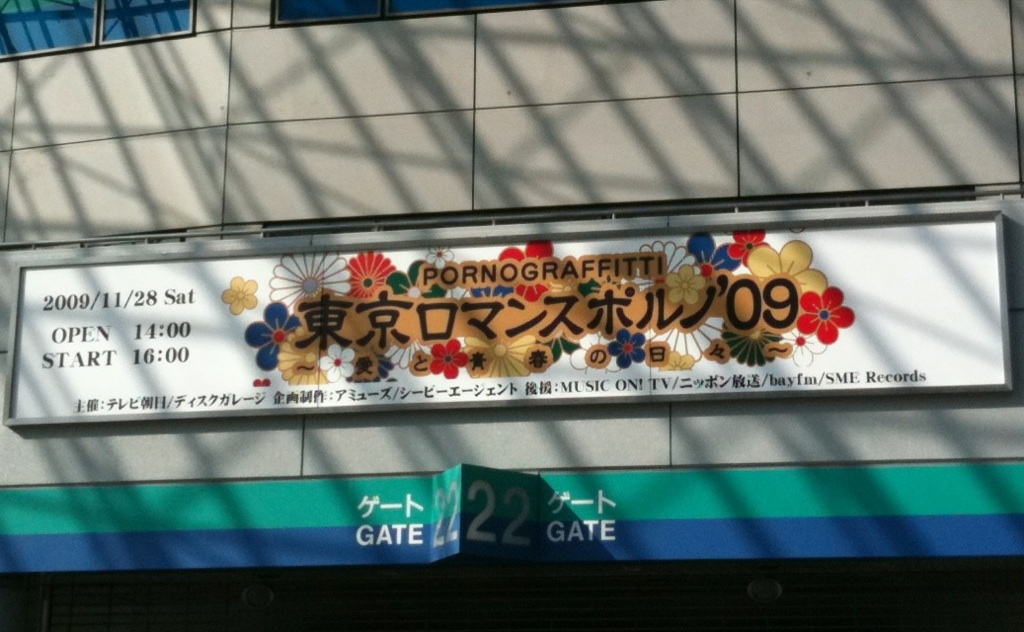 2009/11/28 Sat
OPEN 14:00
START 16:00
PORNOGRAFFITTI
東京ロマンスポルノ'09
～愛と青春の日々～
主催:テレビ朝日/ディスクガレージ 企画制作:アミューズ/シービーエージェント 後援:MUSIC ON! TV/ニッポン放送/bayfm/SME Records
ゲート 22 22 ゲート
GATE GATE